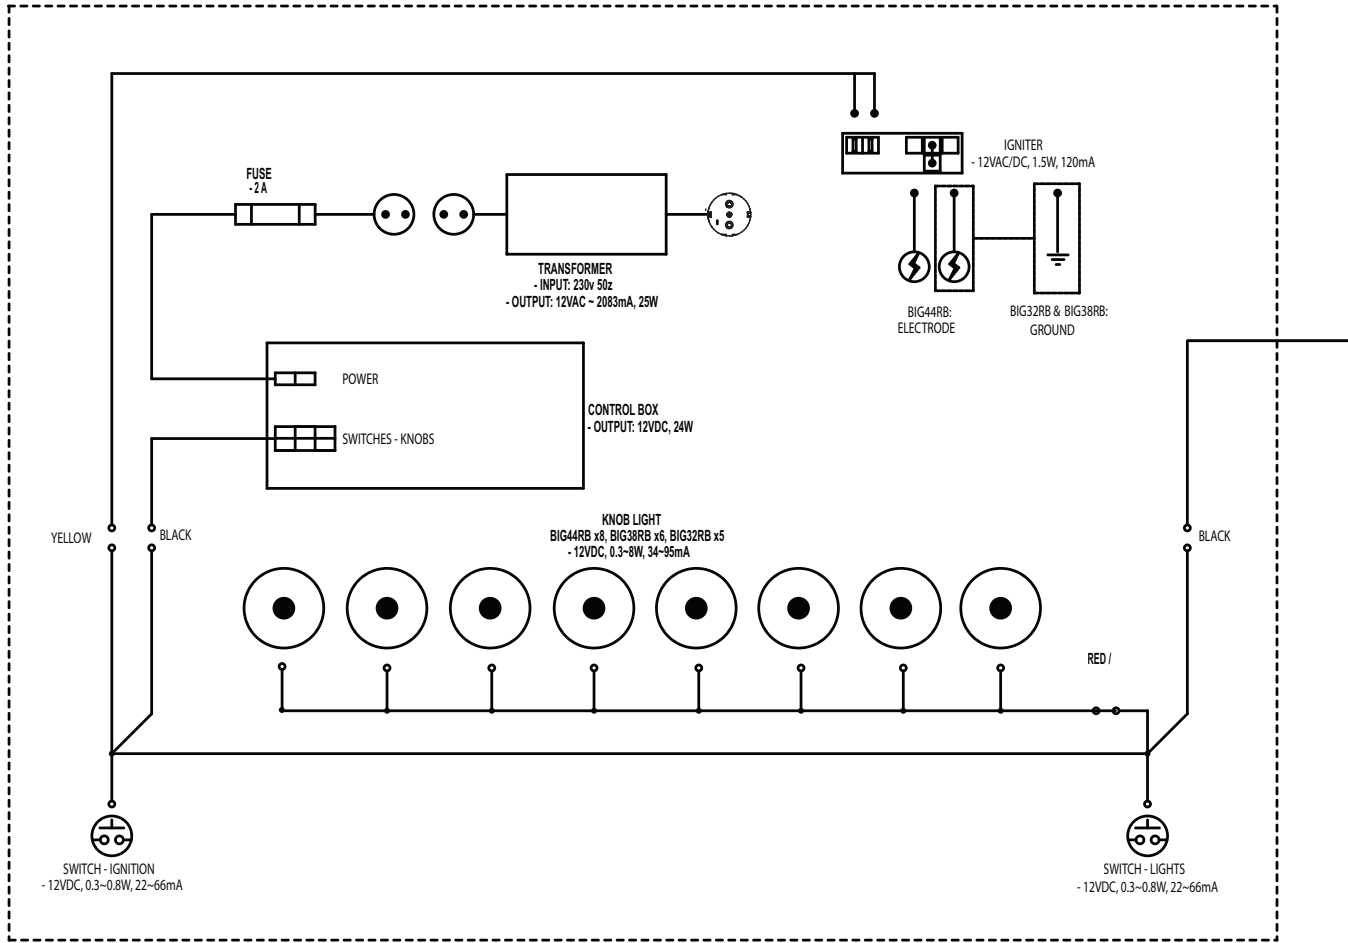 IGNITER
- 12VAC/DC, 1.5W, 120mA
FUSE
- 2 A
TRANSFORMER
- INPUT: 230v 50z
- OUTPUT: 12VAC ~ 2083mA, 25W
BIG44RB:
ELECTRODE
BIG32RB & BIG38RB:
GROUND
POWER
SWITCHES - KNOBS
CONTROL BOX
- OUTPUT: 12VDC, 24W
YELLOW
BLACK
KNOB LIGHT
BIG44RB x8, BIG38RB x6, BIG32RB x5
- 12VDC, 0.3~8W, 34~95mA
BLACK
RED /
SWITCH - IGNITION
- 12VDC, 0.3~0.8W, 22~66mA
SWITCH - LIGHTS
- 12VDC, 0.3~0.8W, 22~66mA